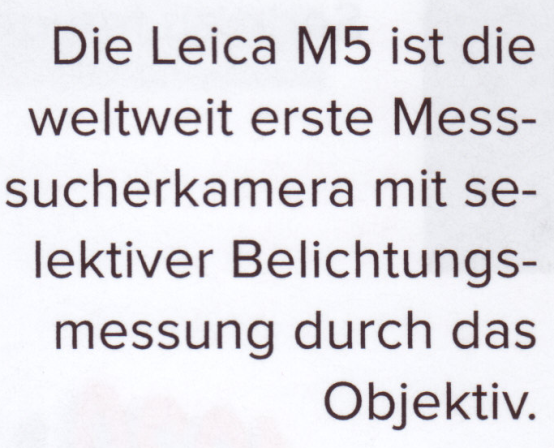 Die Leica M5 ist die
weltweit erste Mess-
sucherkamera mit se-
lektiver Belichtungs-
messung durch das
Objektiv.